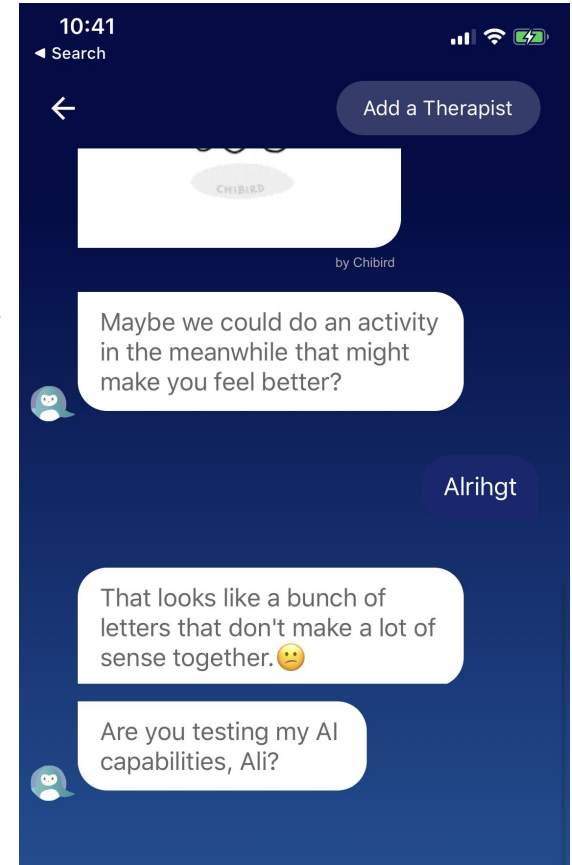 10:41
◀ Search
Add a Therapist
CHIBIRD
by Chibird
Maybe we could do an activity
in the meanwhile that might
make you feel better?
Alrihgt
That looks like a bunch of
letters that don't make a lot of
sense together.😕
Are you testing my AI
capabilities, Ali?